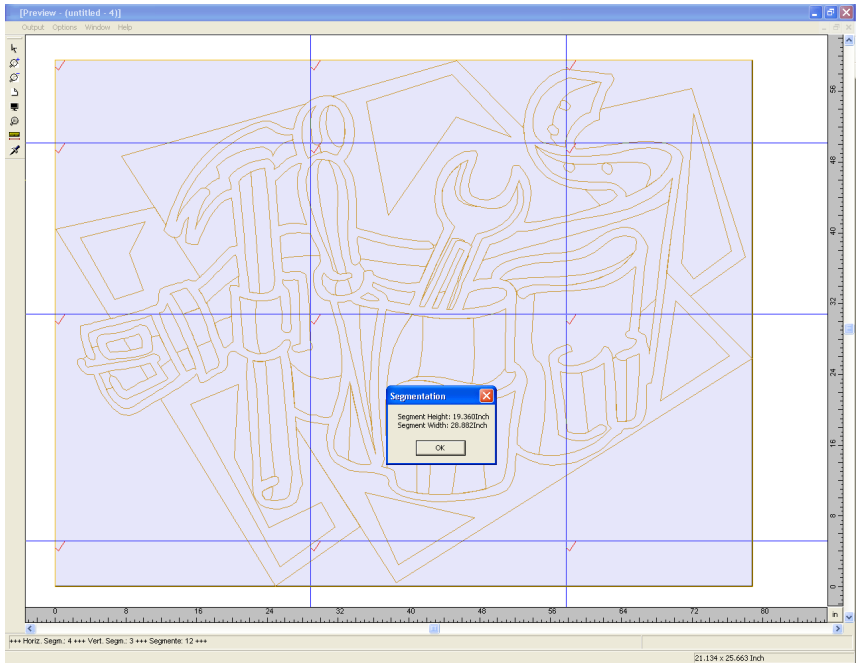 [Preview - (untitled - 4)]
Output Options Window Help
56
48
40
32
24
16
8
0
Segmentation
Segment Height: 19.360Inch
Segment Width: 28.882Inch
OK
0 8 16 24 32 40 48 56 64 72 80 in
+++ Horiz. Segm.: 4 +++ Vert. Segm.: 3 +++ Segmente: 12 +++
21.134 x 25.663 Inch